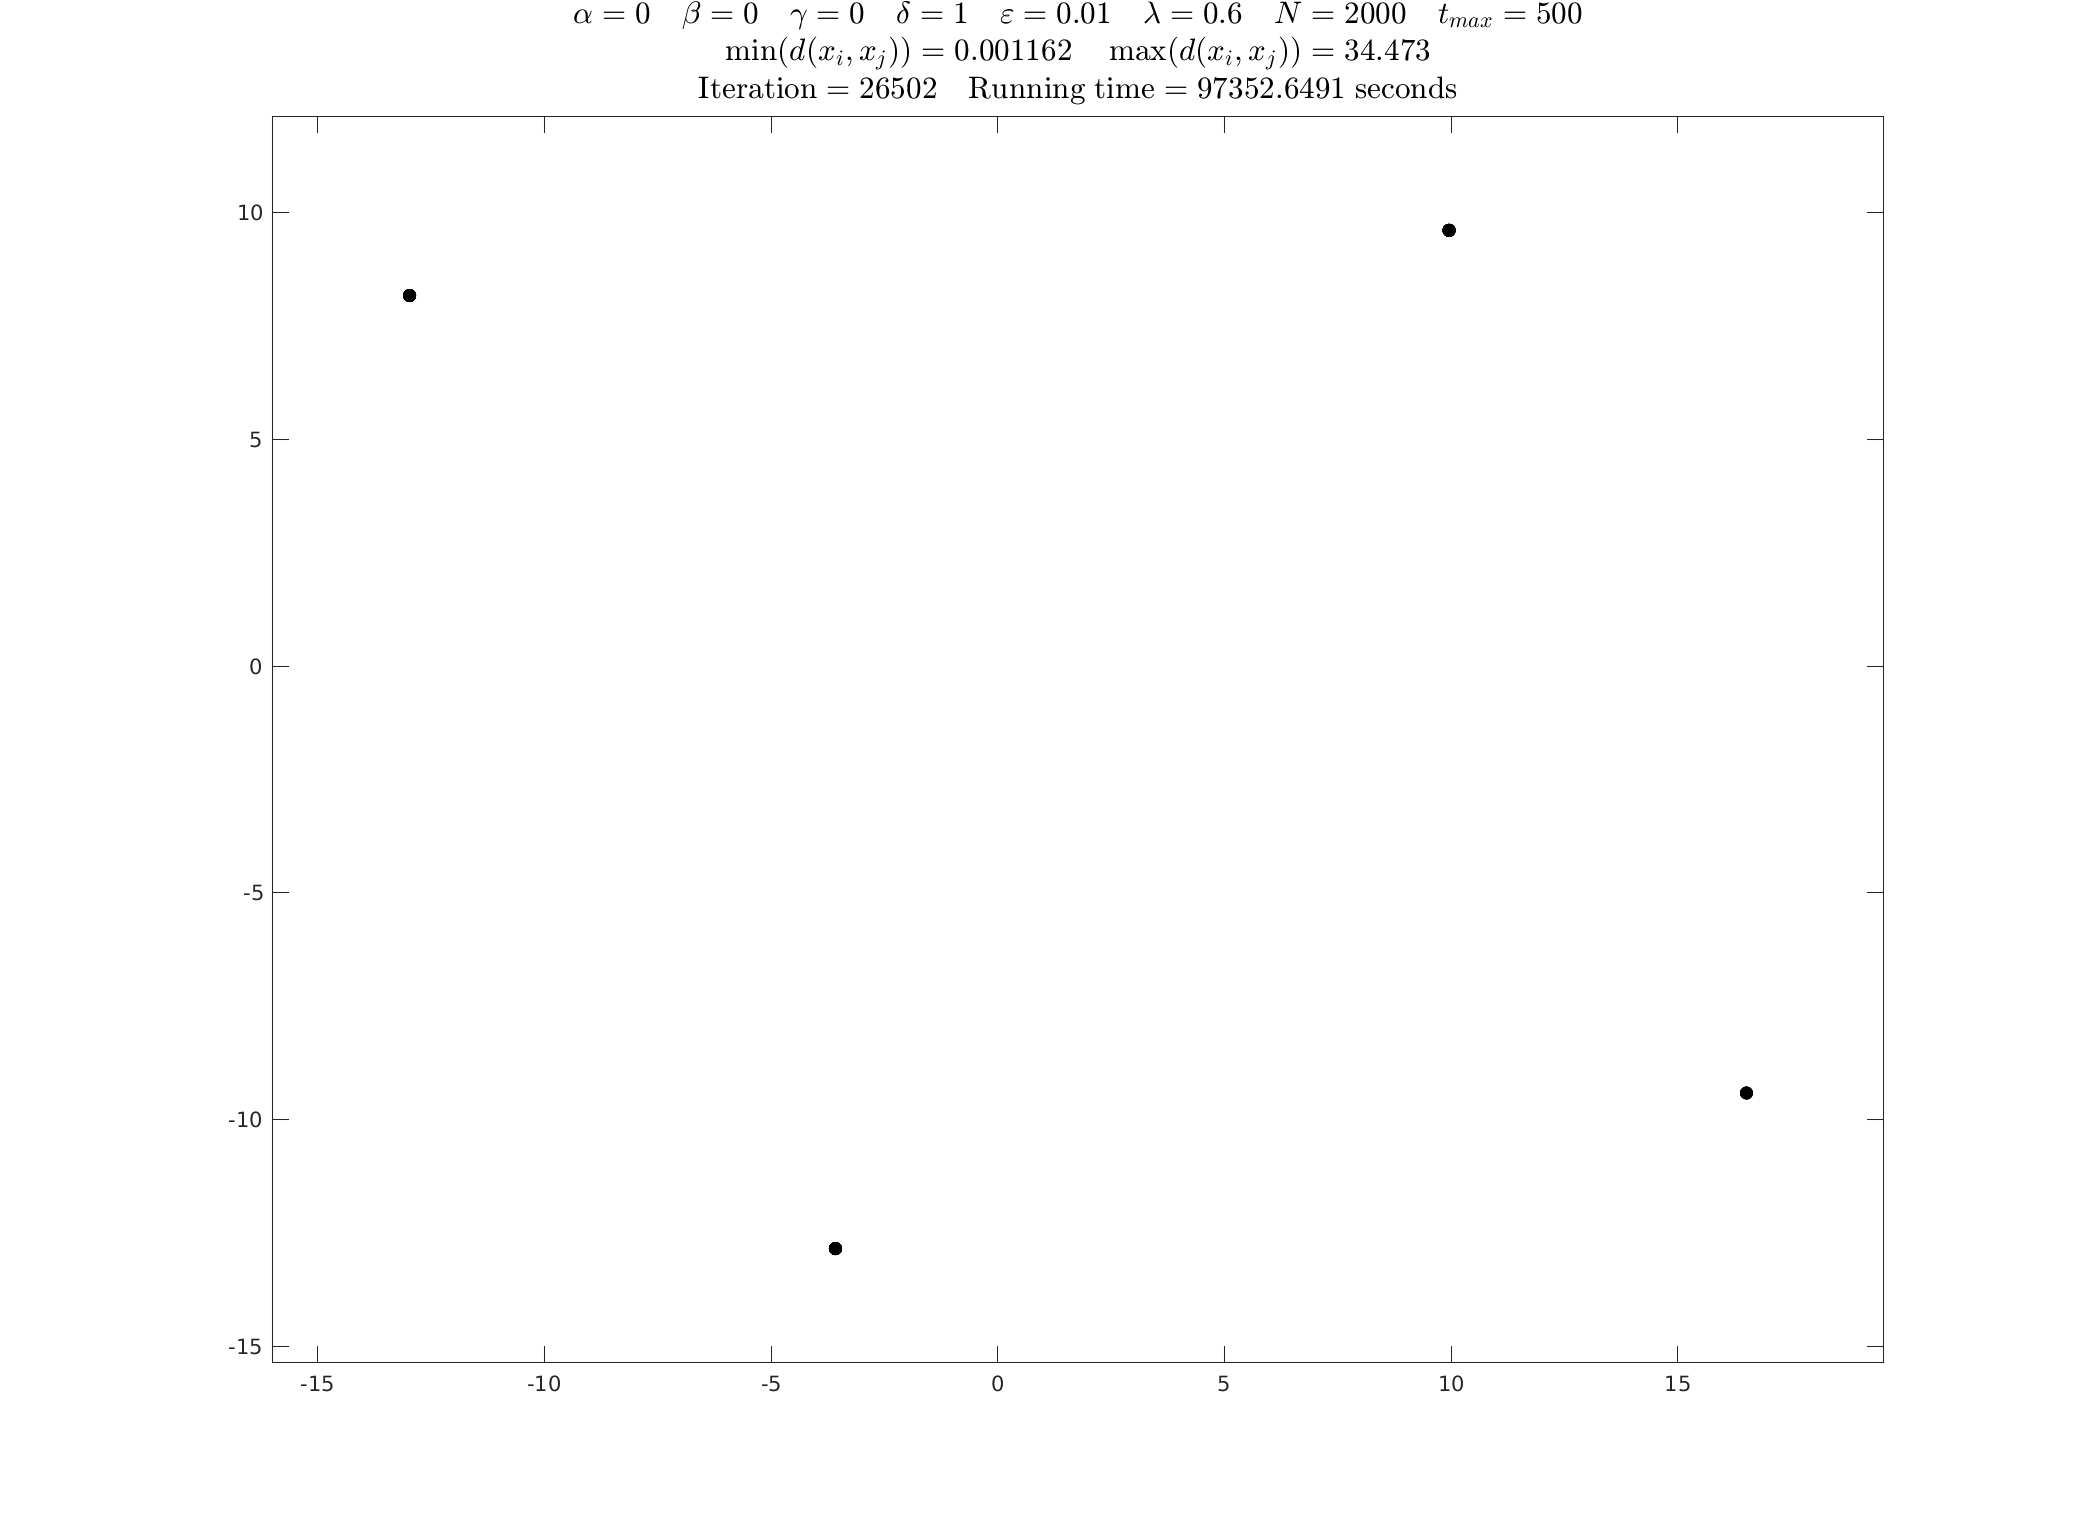 α = 0 β = 0 γ = 0 δ = 1 ε = 0.01 λ = 0.6 N = 2000 t_{max} = 500
min(d(x_i, x_j)) = 0.001162 max(d(x_i, x_j)) = 34.473
Iteration = 26502 Running time = 97352.6491 seconds
10
5
0
-5
-10
-15
-15 -10 -5 0 5 10 15